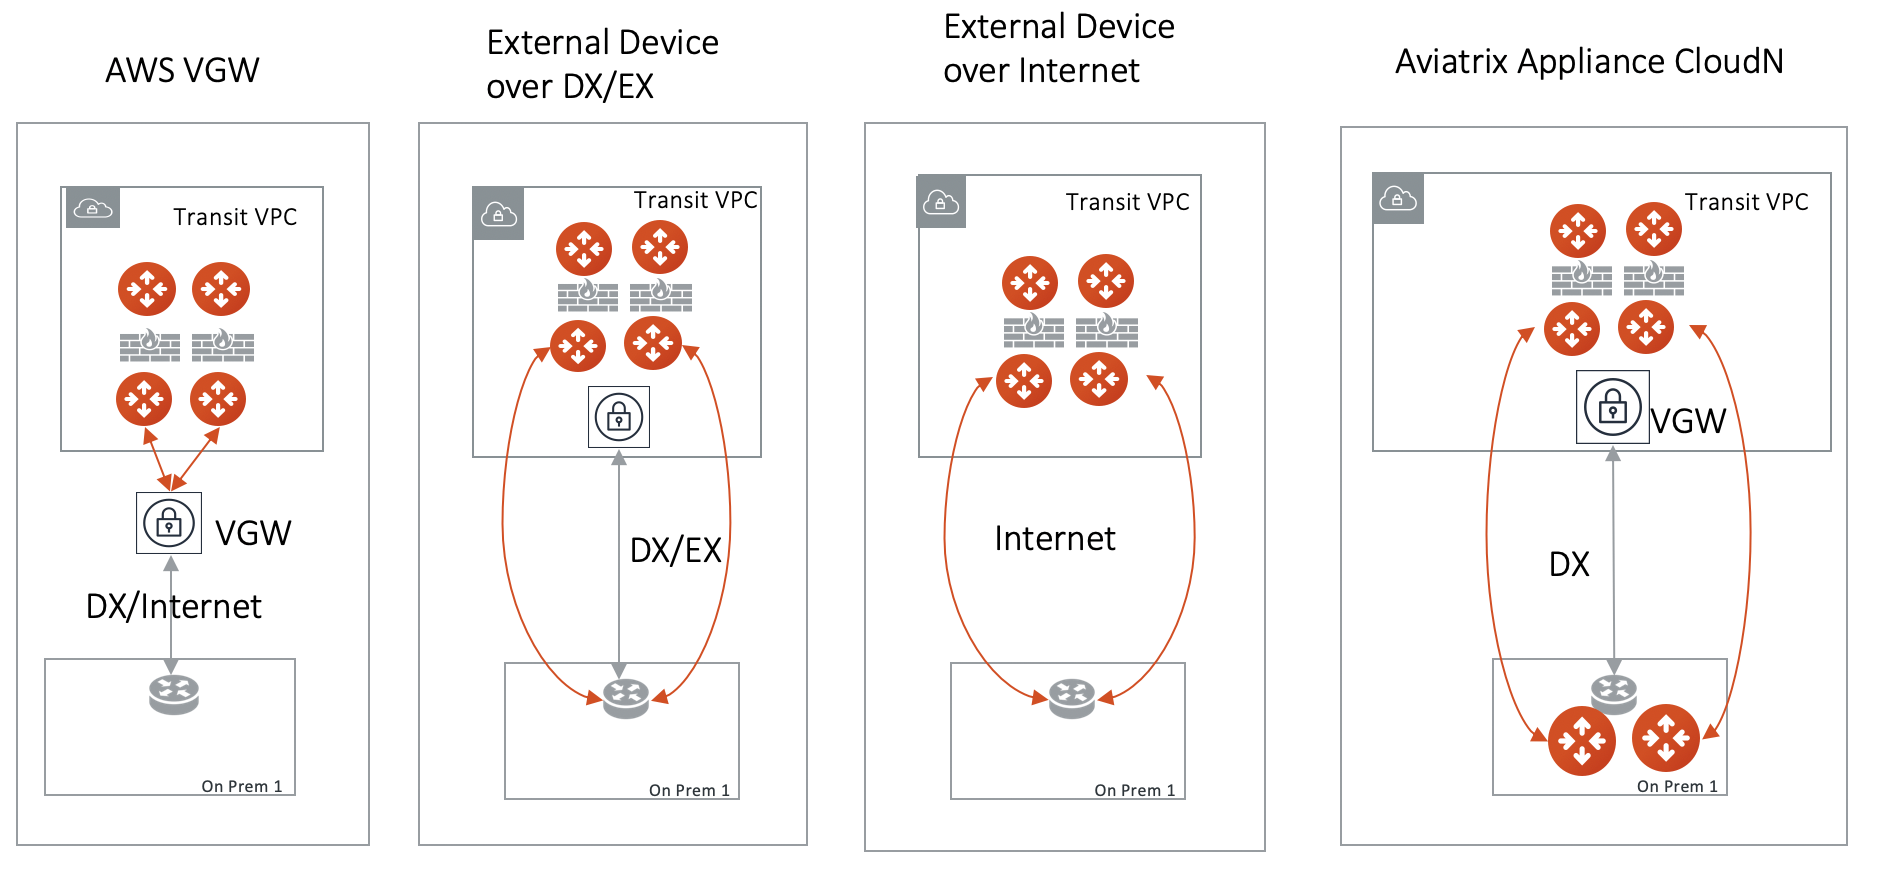 AWS VGW
Transit VPC
VGW
DX/Internet
On Prem 1
External Device
over DX/EX
Transit VPC
DX/EX
On Prem 1
External Device
over Internet
Transit VPC
Internet
On Prem 1
Aviatrix Appliance CloudN
Transit VPC
VGW
DX
On Prem 1